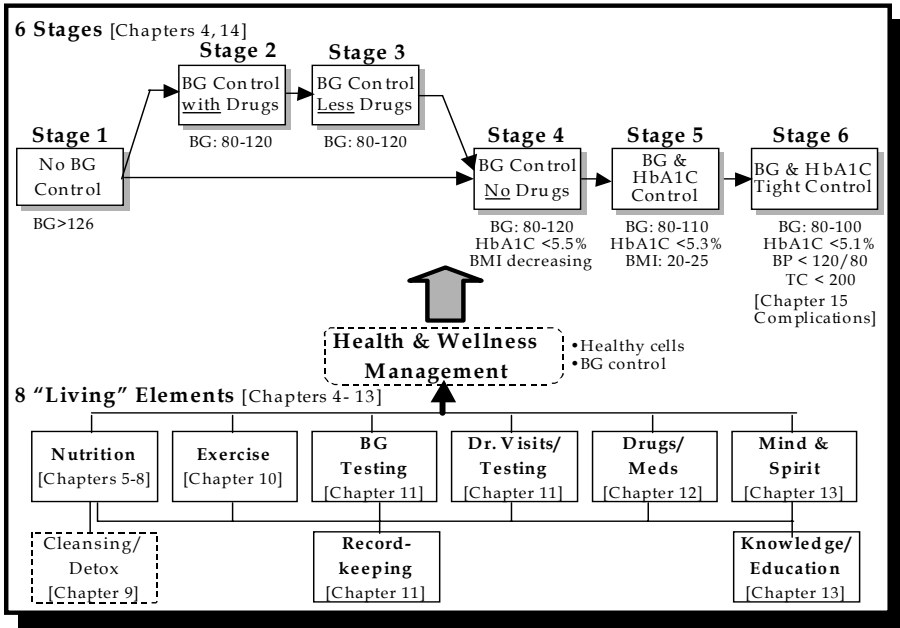 6 Stages [Chapters 4, 14]
Stage 2
BG Control
with Drugs
BG: 80-120
Stage 3
BG Control
Less Drugs
BG: 80-120
Stage 1
No BG
Control
BG>126
Stage 4
BG Control
No Drugs
BG: 80-120
HbA1C <5.5%
BMI decreasing
Stage 5
BG &
HbA1C
Control
BG: 80-110
HbA1C <5.3%
BMI: 20-25
Stage 6
BG & HbA1C
Tight Control
BG: 80-100
HbA1C <5.1%
BP < 120/80
TC < 200
[Chapter 15
Complications]
Health & Wellness
Management
•Healthy cells
•BG control
8 “Living” Elements [Chapters 4- 13]
Nutrition
[Chapters 5-8]
Exercise
[Chapter 10]
BG
Testing
[Chapter 11]
Dr. Visits/
Testing
[Chapter 11]
Drugs/
Meds
[Chapter 12]
Mind &
Spirit
[Chapter 13]
Cleansing/
Detox
[Chapter 9]
Record-
keeping
[Chapter 11]
Knowledge/
Education
[Chapter 13]